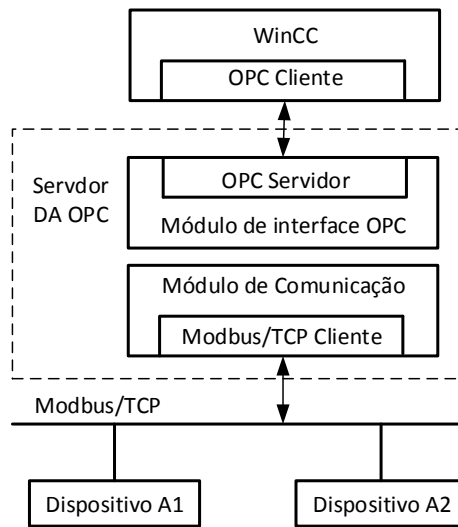 WinCC
OPC Cliente
Servdor
DA OPC
OPC Servidor
Módulo de interface OPC
Módulo de Comunicação
Modbus/TCP Cliente
Modbus/TCP
Dispositivo A1
Dispositivo A2